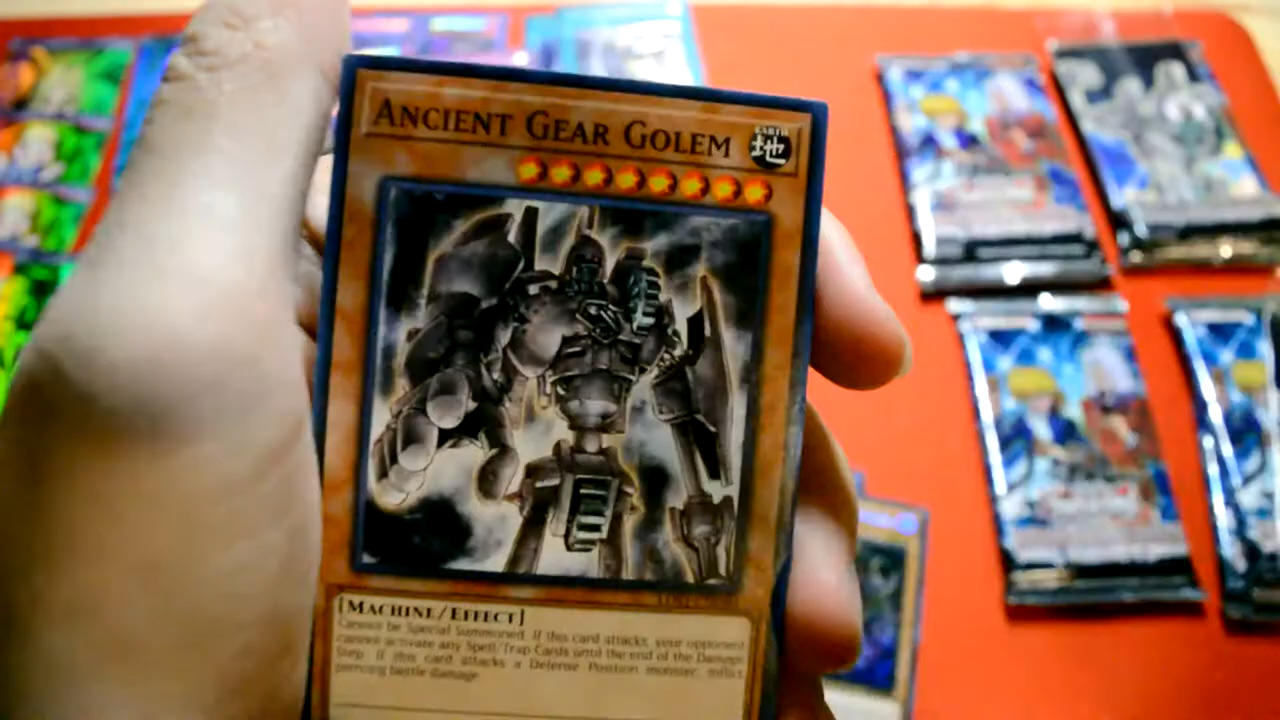 ANCIENT GEAR GOLEM
EARTH
地
[MACHINE/EFFECT]
Cannot be Special Summoned. If this card attacks, your opponent
cannot activate any Spell/Trap Cards until the end of the Damage
Step. If this card attacks a Defense Position monster, inflict
piercing battle damage.